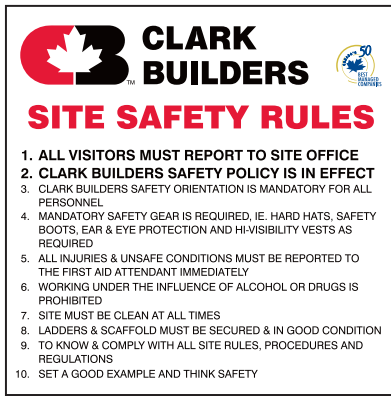 CLARK
BUILDERS
TM
Canada's 50
BEST
MANAGED
COMPANIES
SITE SAFETY RULES
1. ALL VISITORS MUST REPORT TO SITE OFFICE
2. CLARK BUILDERS SAFETY POLICY IS IN EFFECT
3. CLARK BUILDERS SAFETY ORIENTATION IS MANDATORY FOR ALL
PERSONNEL
4. MANDATORY SAFETY GEAR IS REQUIRED, IE. HARD HATS, SAFETY
BOOTS, EAR & EYE PROTECTION AND HI-VISIBILITY VESTS AS
REQUIRED
5. ALL INJURIES & UNSAFE CONDITIONS MUST BE REPORTED TO
THE FIRST AID ATTENDANT IMMEDIATELY
6. WORKING UNDER THE INFLUENCE OF ALCOHOL OR DRUGS IS
PROHIBITED
7. SITE MUST BE CLEAN AT ALL TIMES
8. LADDERS & SCAFFOLD MUST BE SECURED & IN GOOD CONDITION
9. TO KNOW & COMPLY WITH ALL SITE RULES, PROCEDURES AND
REGULATIONS
10. SET A GOOD EXAMPLE AND THINK SAFETY